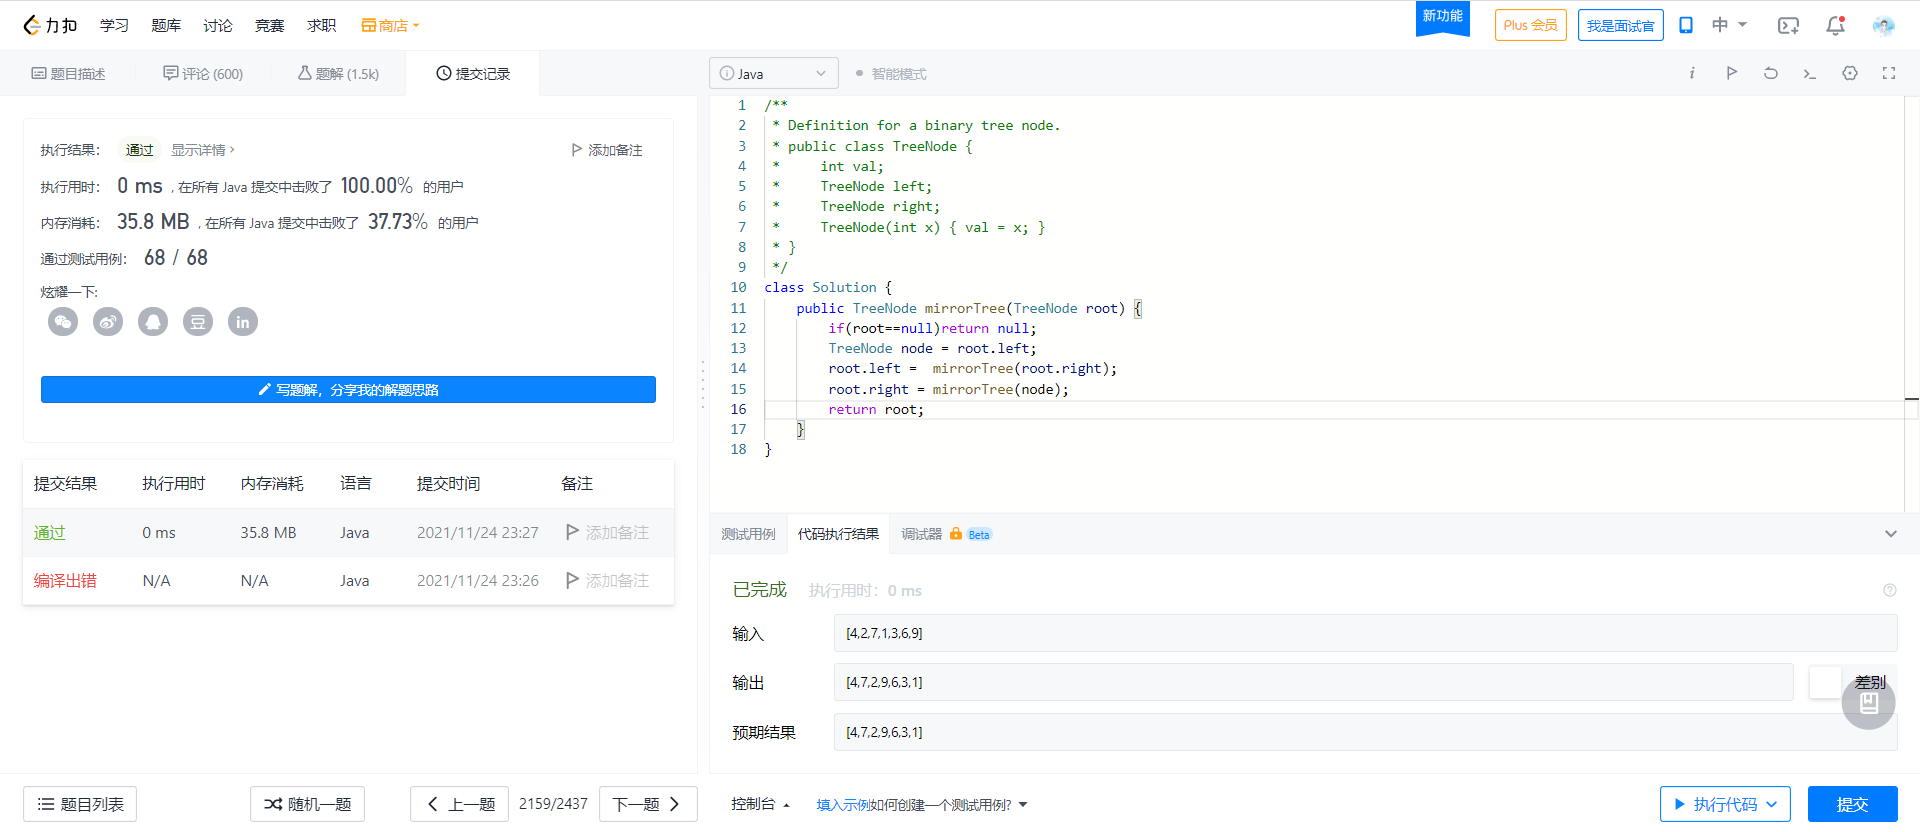 力扣 学习 题库 讨论 竞赛 求职 商店 新功能 Plus 会员 我是面试官 中
题目描述 评论 (600) 题解 (1.5k) 提交记录
执行结果： 通过 显示详情 › 添加备注
执行用时： 0 ms , 在所有 Java 提交中击败了 100.00% 的用户
内存消耗： 35.8 MB , 在所有 Java 提交中击败了 37.73% 的用户
通过测试用例： 68 / 68
炫耀一下:
豆 in
写题解，分享我的解题思路
提交结果 执行用时 内存消耗 语言 提交时间 备注
通过 0 ms 35.8 MB Java 2021/11/24 23:27 添加备注
编译出错 N/A N/A Java 2021/11/24 23:26 添加备注
题目列表 随机一题 上一题 2159/2437 下一题
Java 智能模式 i
1 /**
2 * Definition for a binary tree node.
3 * public class TreeNode {
4 *     int val;
5 *     TreeNode left;
6 *     TreeNode right;
7 *     TreeNode(int x) { val = x; }
8 * }
9 */
10 class Solution {
11     public TreeNode mirrorTree(TreeNode root) {
12         if(root==null)return null;
13         TreeNode node = root.left;
14         root.left =  mirrorTree(root.right);
15         root.right = mirrorTree(node);
16         return root;
17     }
18 }
测试用例 代码执行结果 调试器 Beta
已完成 执行用时：0 ms
输入 [4,2,7,1,3,6,9]
输出 [4,7,2,9,6,3,1] 差别
预期结果 [4,7,2,9,6,3,1]
控制台 填入示例 如何创建一个测试用例? 执行代码 提交